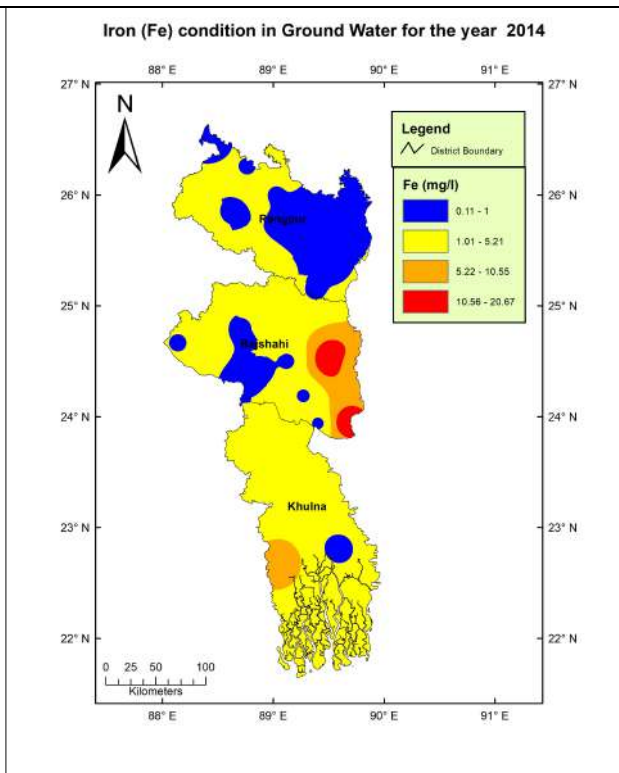 Iron (Fe) condition in Ground Water for the year 2014
88° E 89° E 90° E 91° E
27° N 27° N
N
Legend
District Boundary
Fe (mg/l)
0.11 - 1
1.01 - 5.21
5.22 - 10.55
10.56 - 20.67
26° N 26° N
Rangpur
25° N 25° N
Rajshahi
24° N 24° N
Khulna
23° N 23° N
22° N 22° N
0 25 50 100
Kilometers
88° E 89° E 90° E 91° E